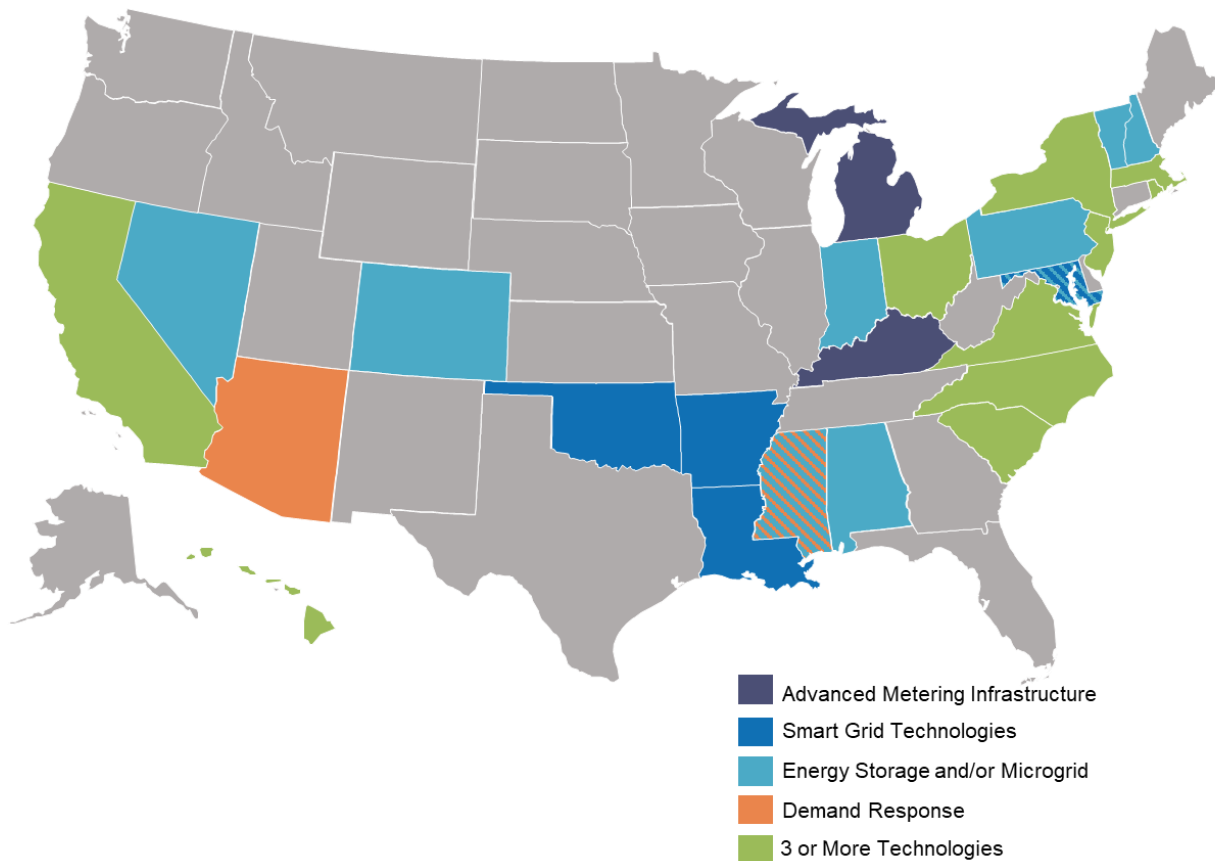 Advanced Metering Infrastructure
Smart Grid Technologies
Energy Storage and/or Microgrid
Demand Response
3 or More Technologies